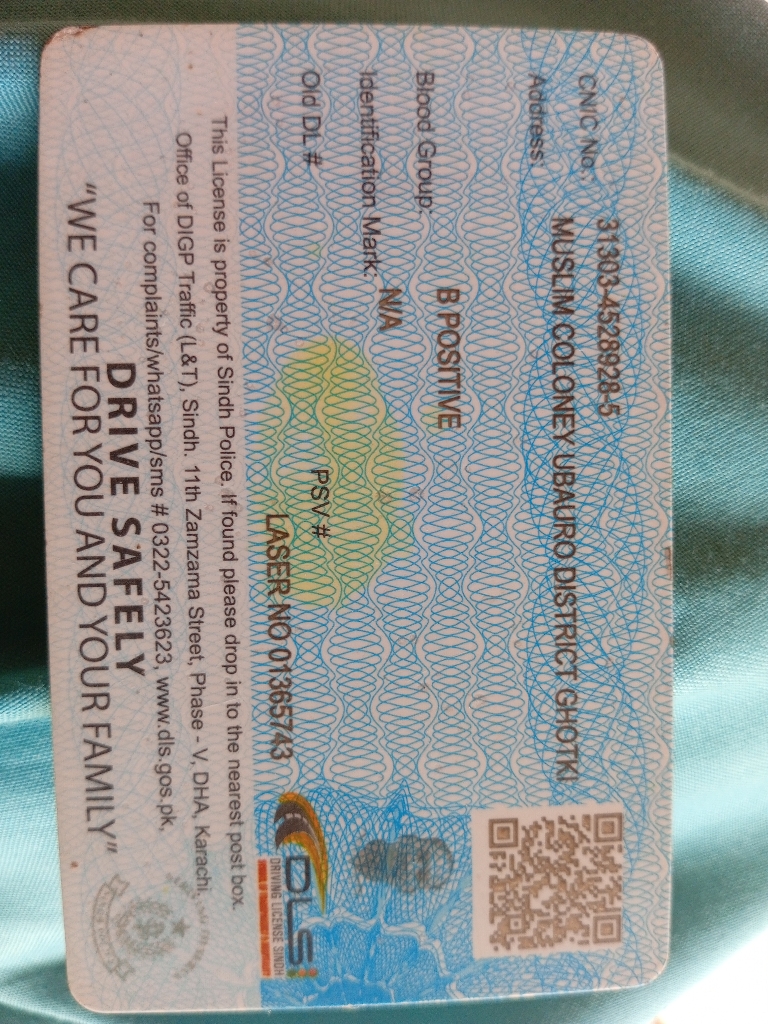 CNIC No.: 31303-4528928-5
Address: MUSLIM COLONEY UBAURO DISTRICT GHOTKI
Blood Group: B POSITIVE
Identification Mark: N/A
Old DL # PSV #
LASER NO 01365743
This License is property of Sindh Police. If found please drop in to the nearest post box.
Office of DIGP Traffic (L&T), Sindh. 11th Zamzama Street, Phase - V, DHA, Karachi.
For complaints/whatsapp/sms # 0322-5423623, www.dls.gos.pk,
DRIVE SAFELY
"WE CARE FOR YOU AND YOUR FAMILY"
DLS
DRIVING LICENSE SINDH